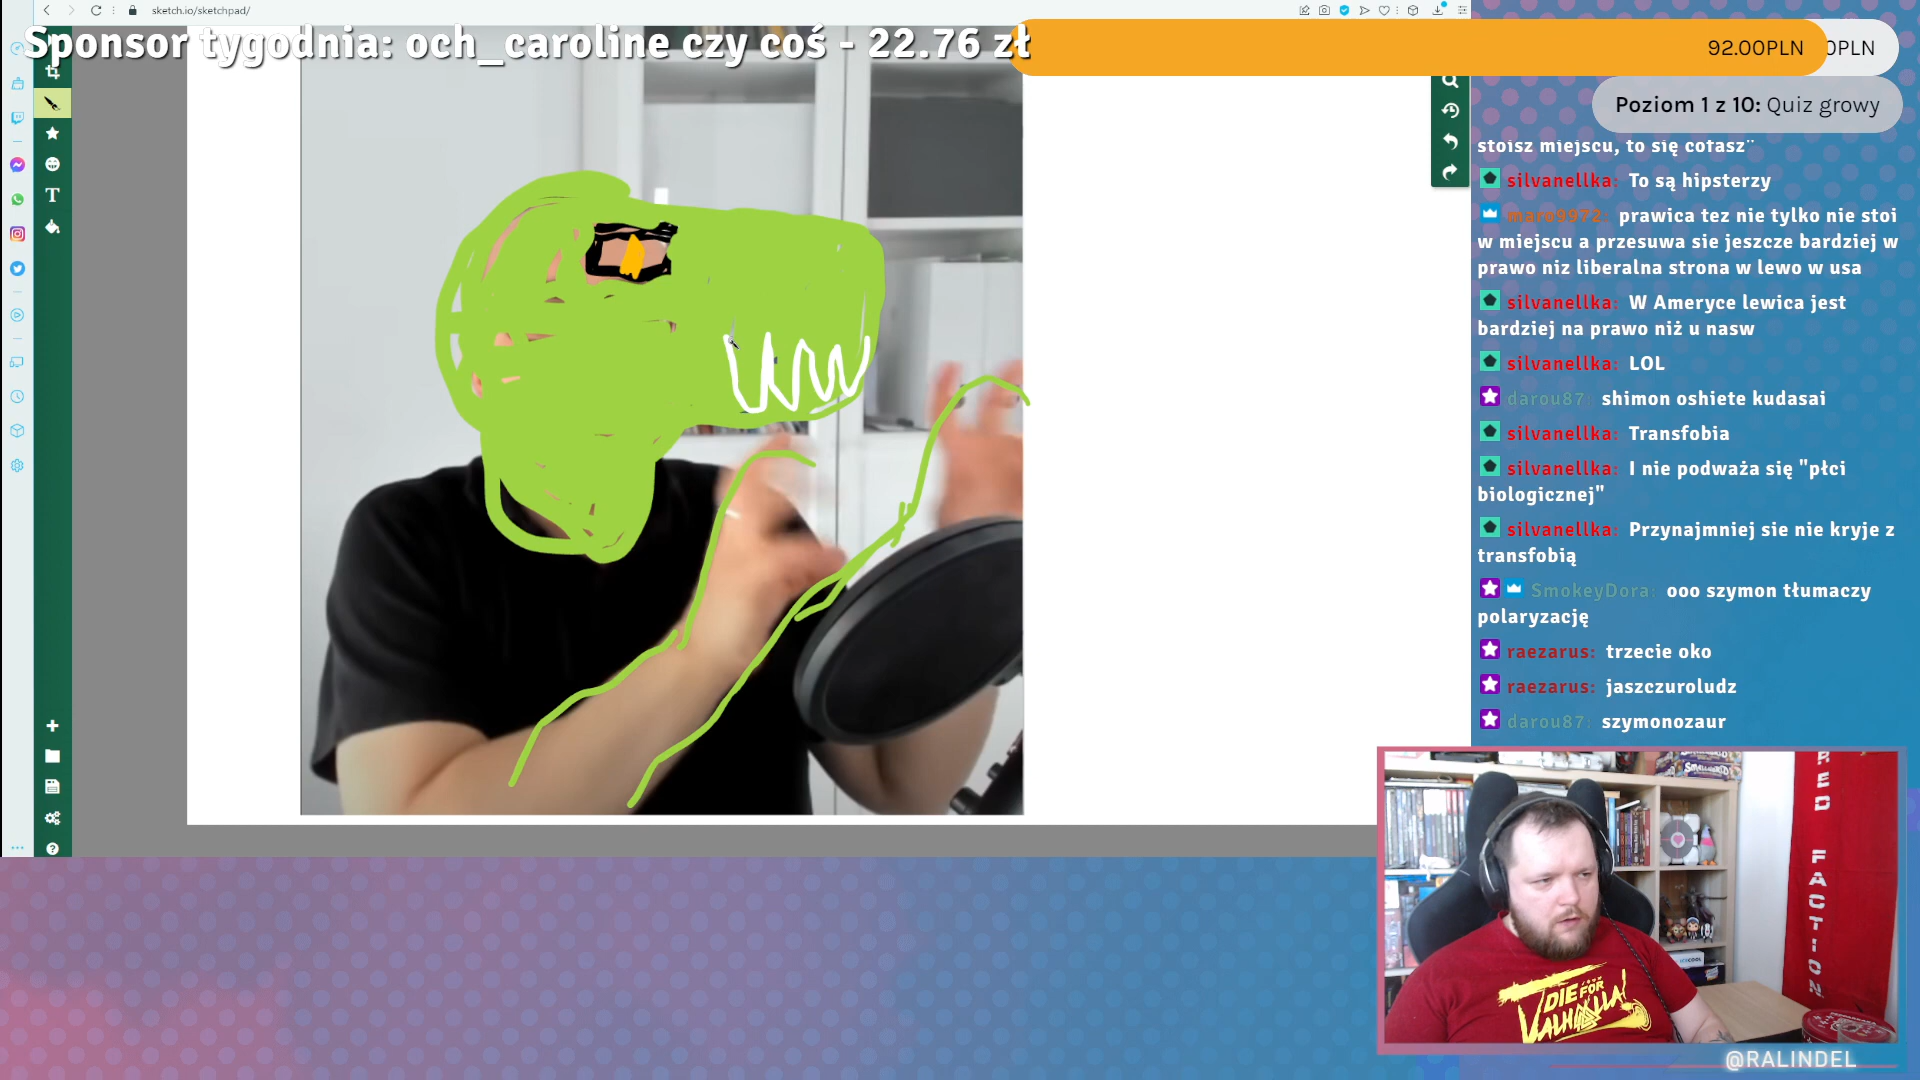 sketch.io/sketchpad/
Sponsor tygodnia: och_caroline czy coś - 22.76 zł
92.00PLN
0PLN
Poziom 1 z 10: Quiz growy
stoisz miejscu, to się cofasz"
silvanellka: To są hipsterzy
maro9972: prawica tez nie tylko nie stoi
w miejscu a przesuwa sie jeszcze bardziej w
prawo niz liberalna strona w lewo w usa
silvanellka: W Ameryce lewica jest
bardziej na prawo niż u nasw
silvanellka: LOL
darou87: shimon oshiete kudasai
silvanellka: Transfobia
silvanellka: I nie podważa się "płci
biologicznej"
silvanellka: Przynajmniej sie nie kryje z
transfobią
SmokeyDora: ooo szymon tłumaczy
polaryzację
raezarus: trzecie oko
raezarus: jaszczuroludz
darou87: szymonozaur
RED FACTION
DIE FÖR
VALHALLA
@RALINDEL